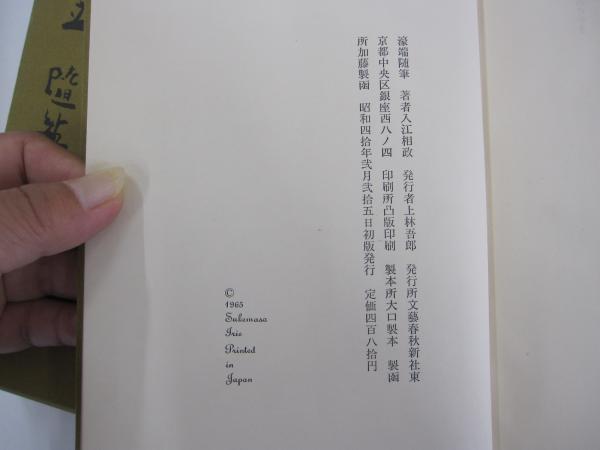 濠端随筆　著者入江相政　発行者上林吾郎　発行所文藝春秋新社東
京都中央区銀座西八ノ四　印刷所凸版印刷　製本所大口製本　製函
所加藤製函　昭和四拾年弐月弐拾五日初版発行　定価四百八拾円
©
1965
Sukemasa
Irie
Printed
in
Japan
随筆